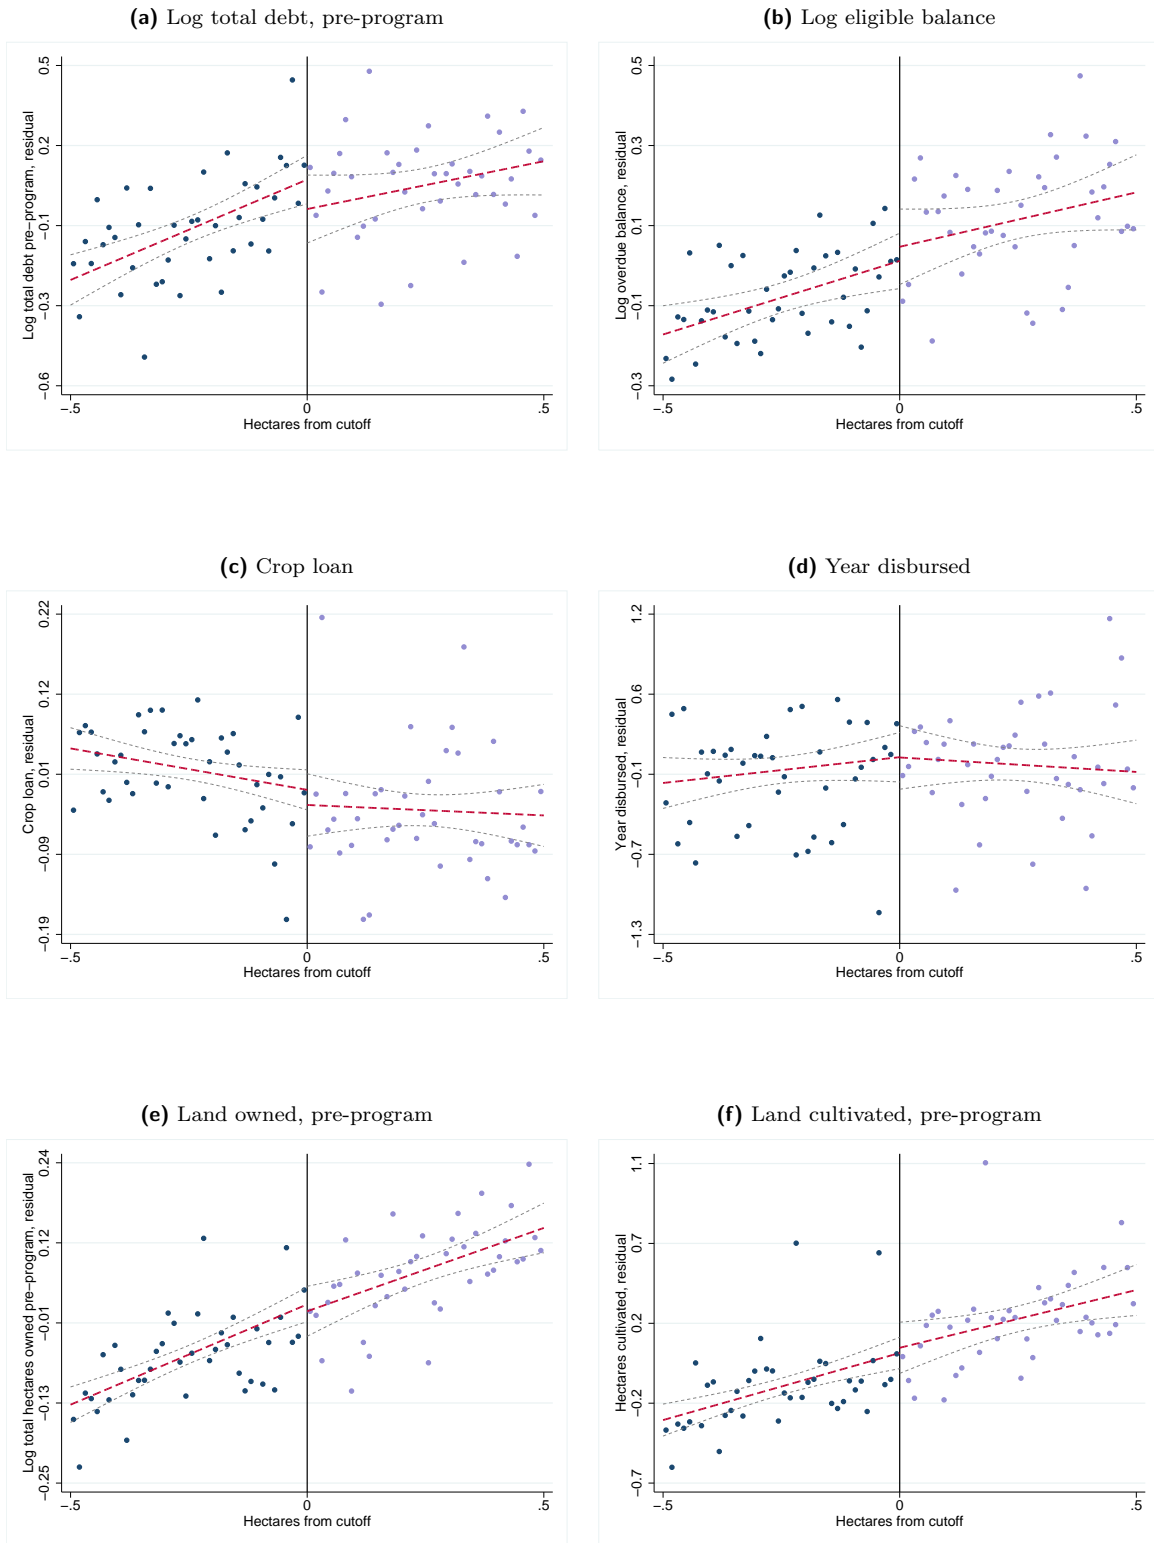 (a) Log total debt, pre-program
Log total debt pre-program, residual
0.5
0.2
-0.1
-0.3
-0.6
-.5
0
.5
Hectares from cutoff
(b) Log eligible balance
Log overdue balance, residual
0.5
0.3
0.1
-0.1
-0.3
-.5
0
.5
Hectares from cutoff
(c) Crop loan
Crop loan, residual
0.22
0.12
0.01
-0.09
-0.19
-.5
0
.5
Hectares from cutoff
(d) Year disbursed
Year disbursed, residual
1.2
0.6
-0.1
-0.7
-1.3
-.5
0
.5
Hectares from cutoff
(e) Land owned, pre-program
Log total hectares owned pre-program, residual
0.24
0.12
-0.01
-0.13
-0.25
-.5
0
.5
Hectares from cutoff
(f) Land cultivated, pre-program
Hectares cultivated, residual
1.1
0.7
0.2
-0.2
-0.7
-.5
0
.5
Hectares from cutoff